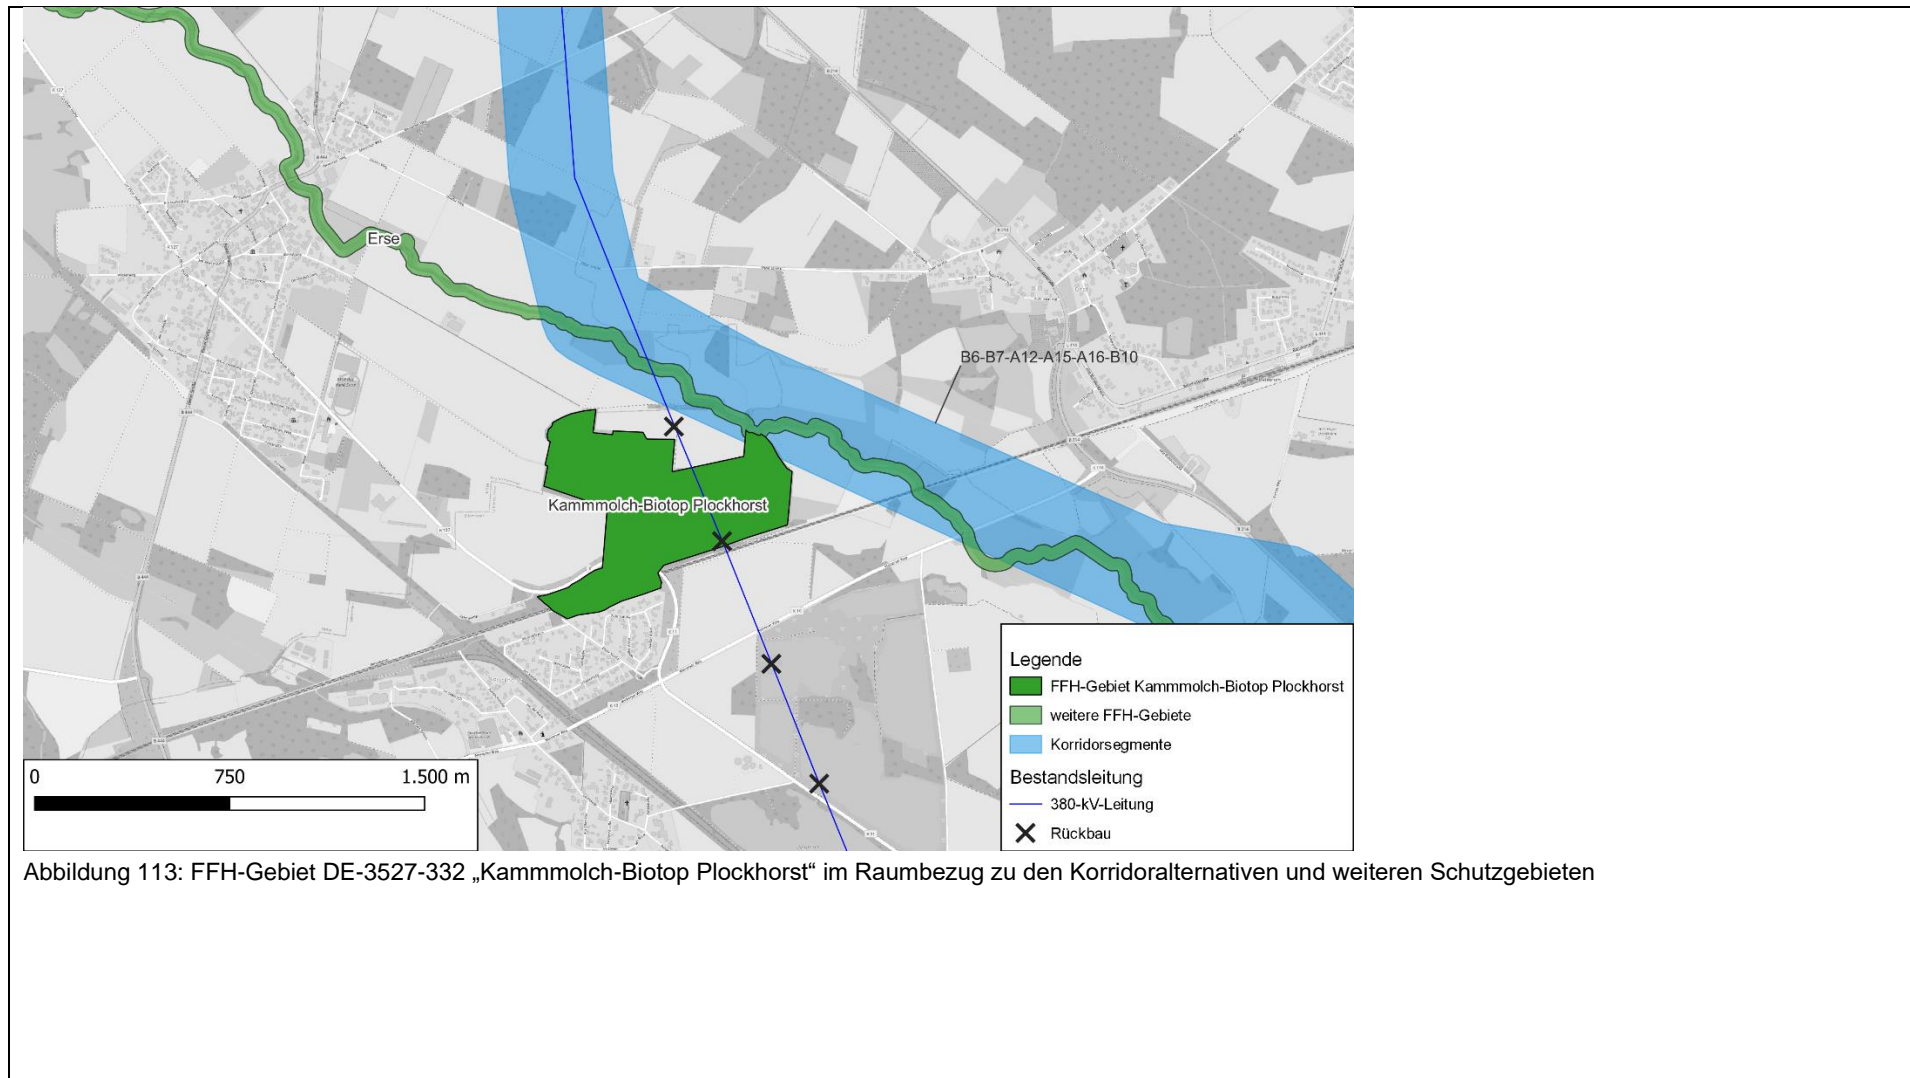 Erse
B6-B7-A12-A15-A16-B10
Kammmolch-Biotop Plockhorst
Legende
FFH-Gebiet Kammmolch-Biotop Plockhorst
weitere FFH-Gebiete
Korridorsegmente
Bestandsleitung
380-kV-Leitung
Rückbau
0 750 1.500 m
Abbildung 113: FFH-Gebiet DE-3527-332 „Kammmolch-Biotop Plockhorst“ im Raumbezug zu den Korridoralternativen und weiteren Schutzgebieten